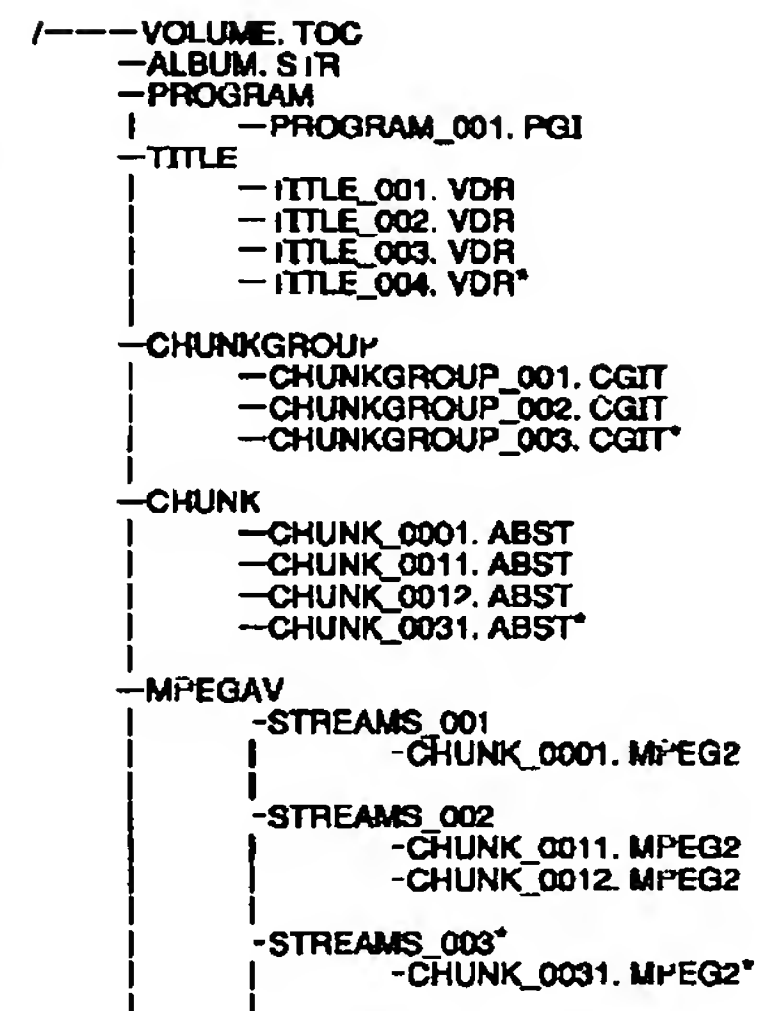 /———VOLUME. TOC
—ALBUM. STR
—PROGRAM
—PROGRAM_001. PGI
—TITLE
—TITLE_001. VDR
—TITLE_002. VDR
—TITLE_003. VDR
—TITLE_004. VDR*
—CHUNKGROUP
—CHUNKGROUP_001. CGIT
—CHUNKGROUP_002. CGIT
—CHUNKGROUP_003. CGIT*
—CHUNK
—CHUNK_0001. ABST
—CHUNK_0011. ABST
—CHUNK_0012. ABST
—CHUNK_0031. ABST*
—MPEGAV
-STREAMS_001
-CHUNK_0001. MPEG2
-STREAMS_002
-CHUNK_0011. MPEG2
-CHUNK_0012. MPEG2
-STREAMS_003*
-CHUNK_0031. MPEG2*